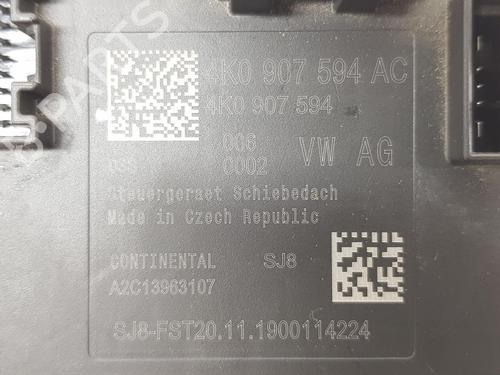 4K0 907 594 AC
4K0 907 594
006
0002
VW AG
Steuergeraet Schiebedach
Made in Czech Republic
CONTINENTAL SJ8
A2C13963107
SJ8-FST20.11.1900114224
B-PARTS